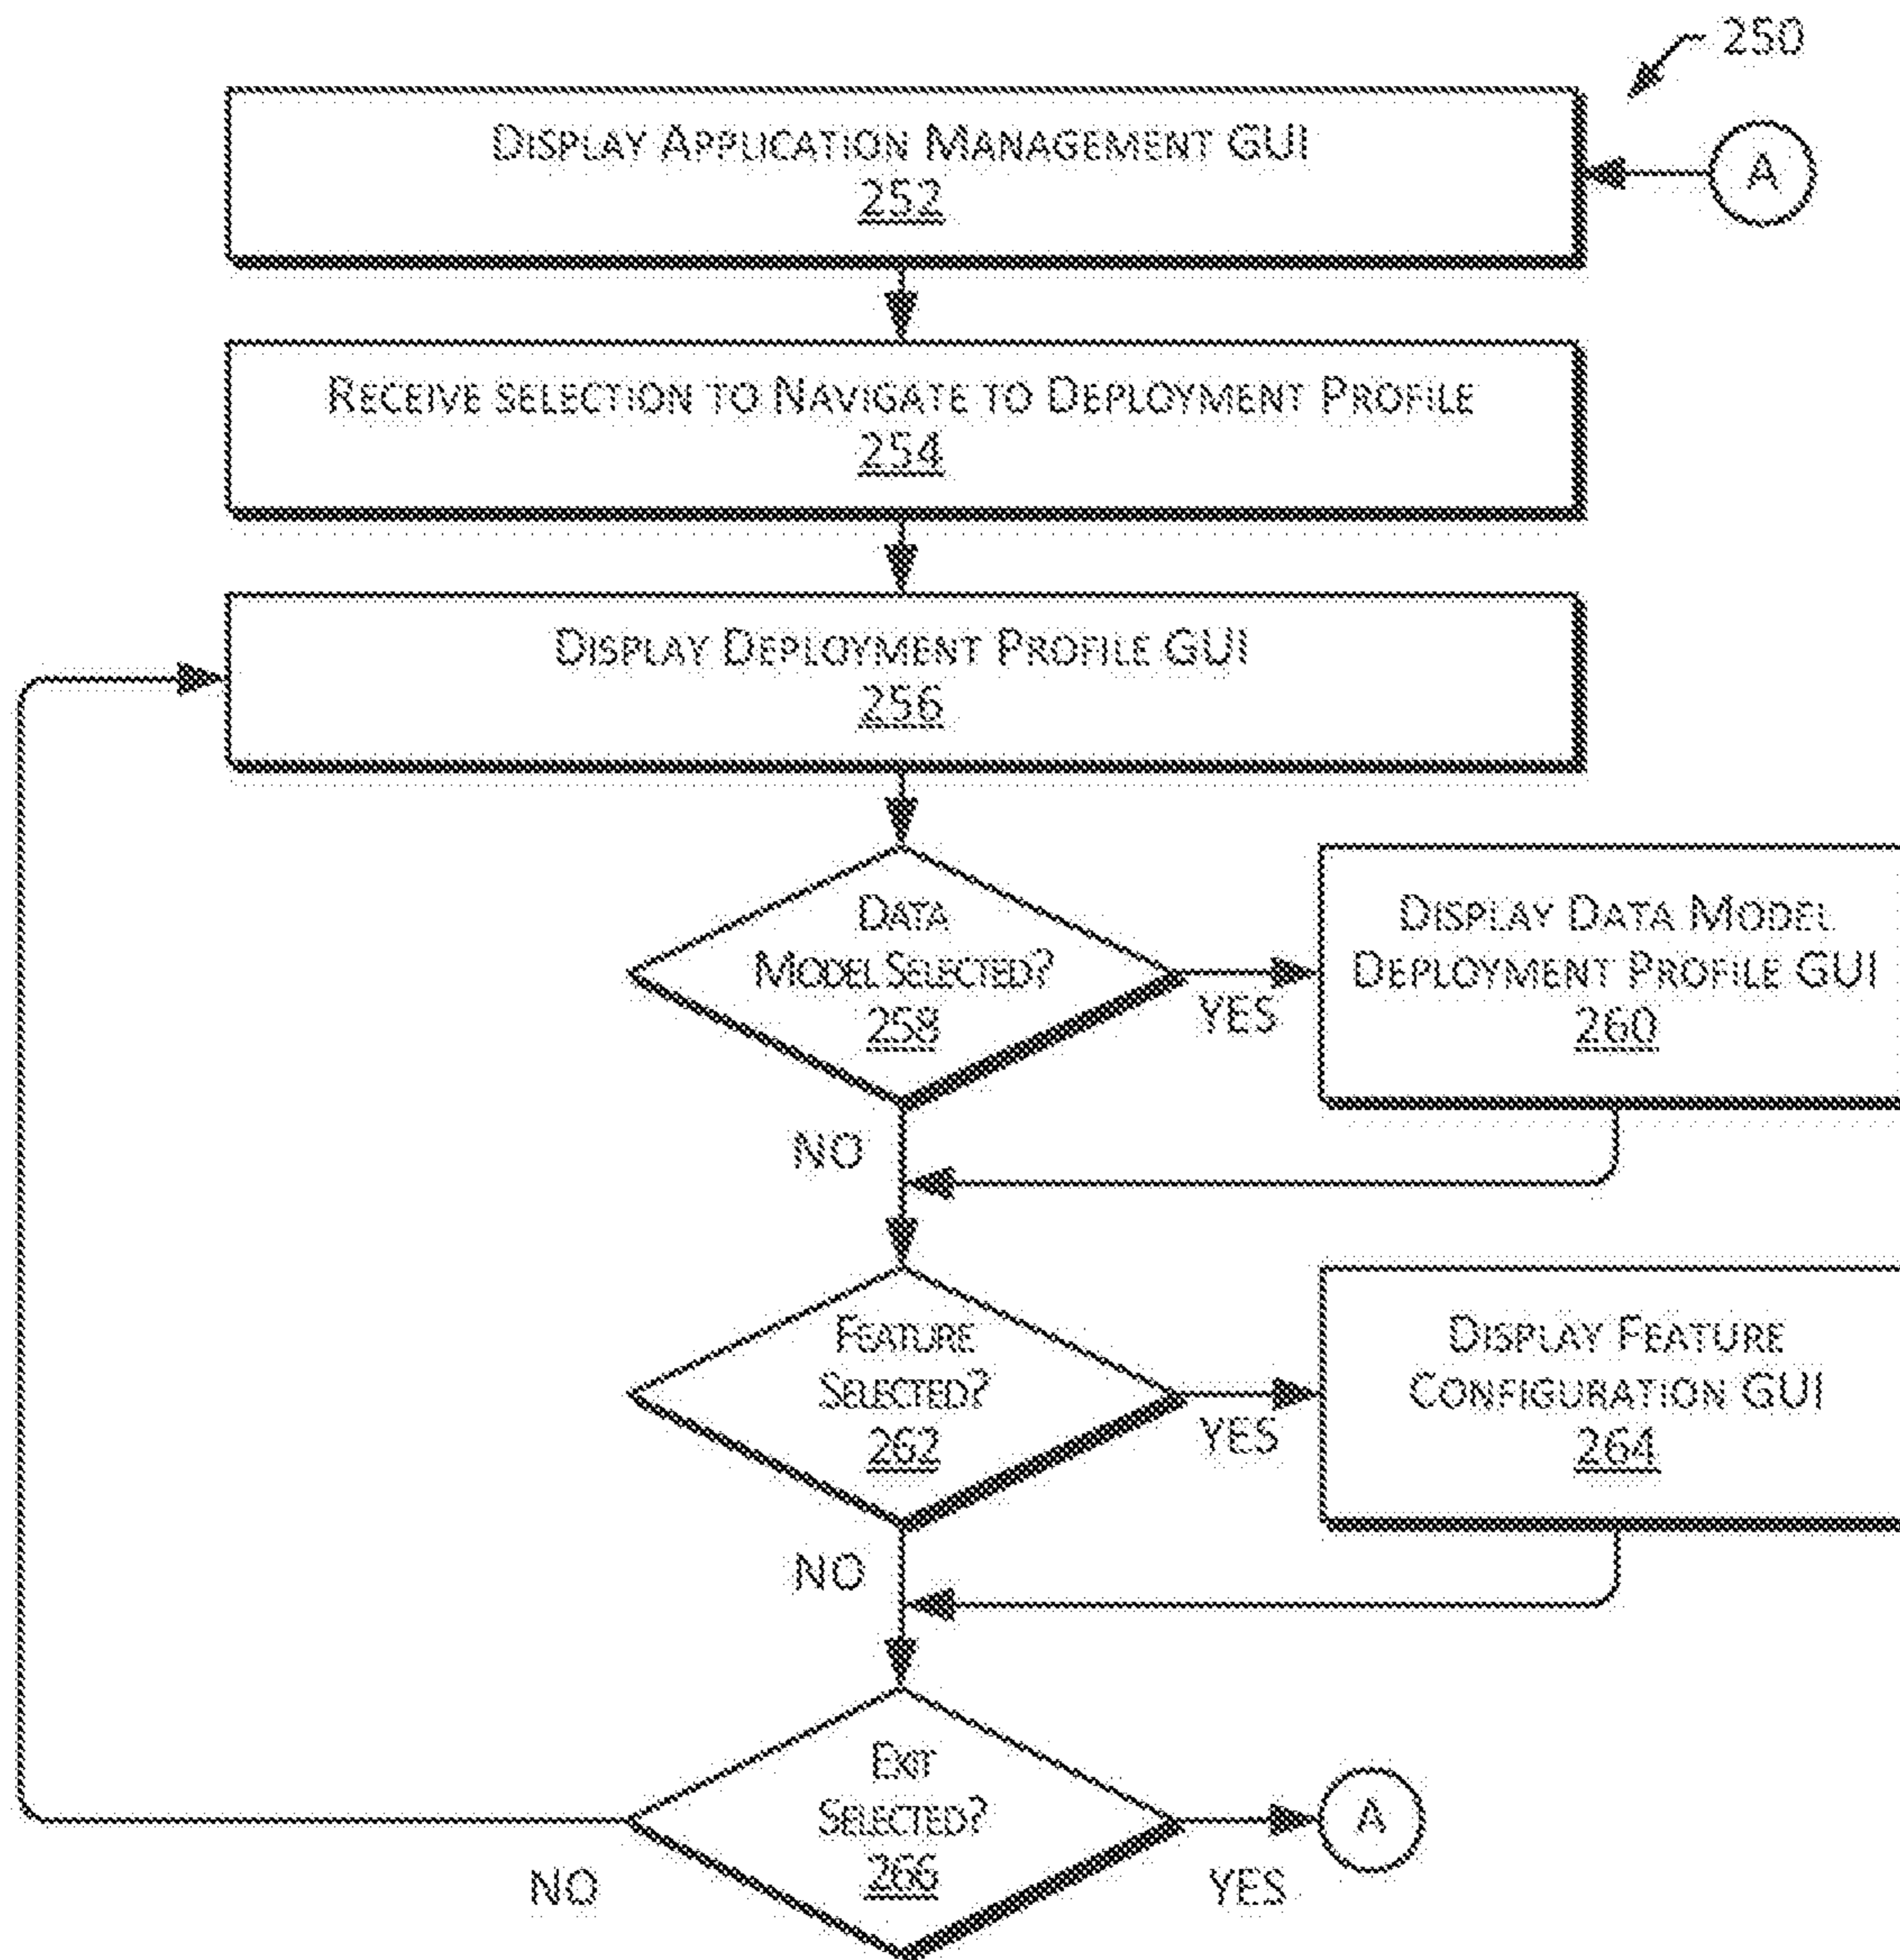 250
DISPLAY APPLICATION MANAGEMENT GUI
252
A
RECEIVE SELECTION TO NAVIGATE TO DEPLOYMENT PROFILE
254
DISPLAY DEPLOYMENT PROFILE GUI
256
DATA
MODEL SELECTED?
258
YES
DISPLAY DATA MODEL
DEPLOYMENT PROFILE GUI
260
NO
FEATURE
SELECTED?
262
YES
DISPLAY FEATURE
CONFIGURATION GUI
264
NO
EXIT
SELECTED?
266
NO
YES
A